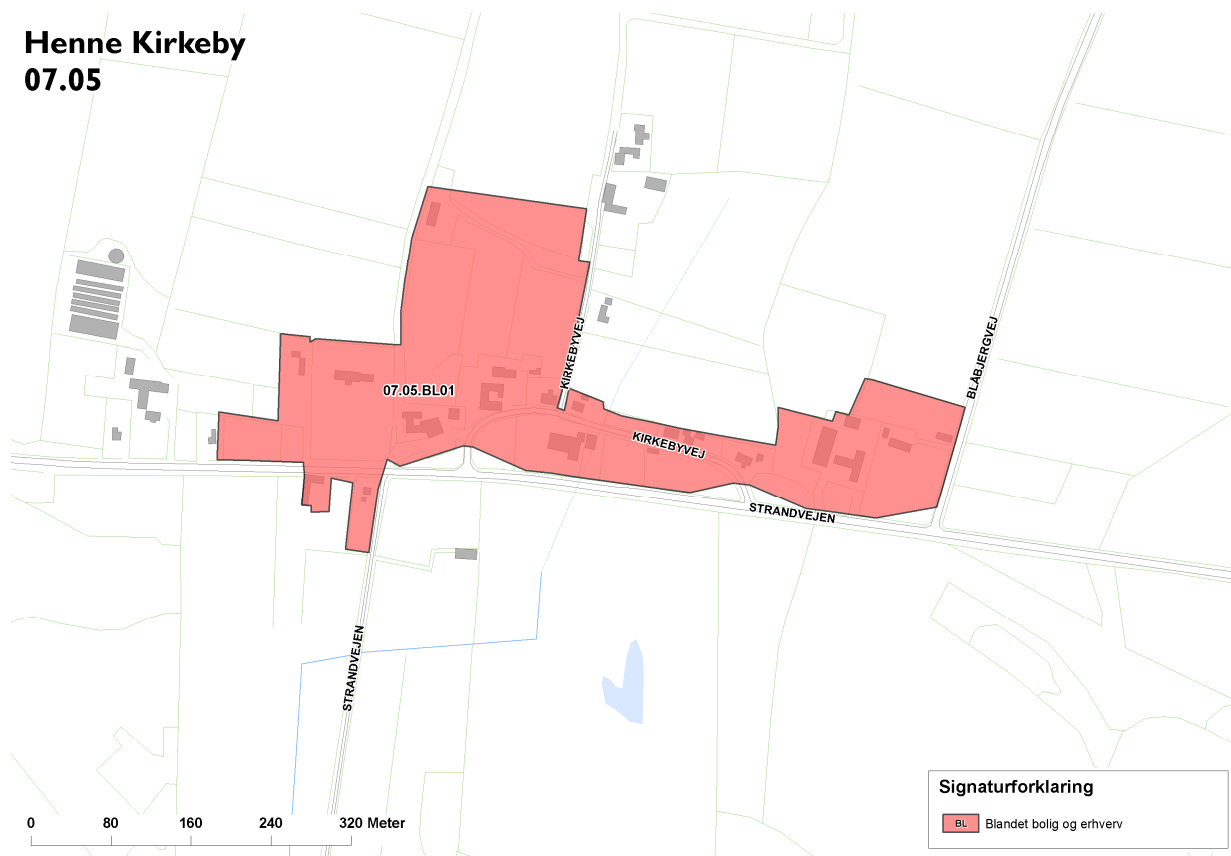 Henne Kirkeby
07.05
BLÅBJERGVEJ
KIRKEBYVEJ
07.05.BL01
KIRKEBYVEJ
STRANDVEJEN
STRANDVEJEN
Signaturforklaring
BL Blandet bolig og erhverv
0 80 160 240 320 Meter